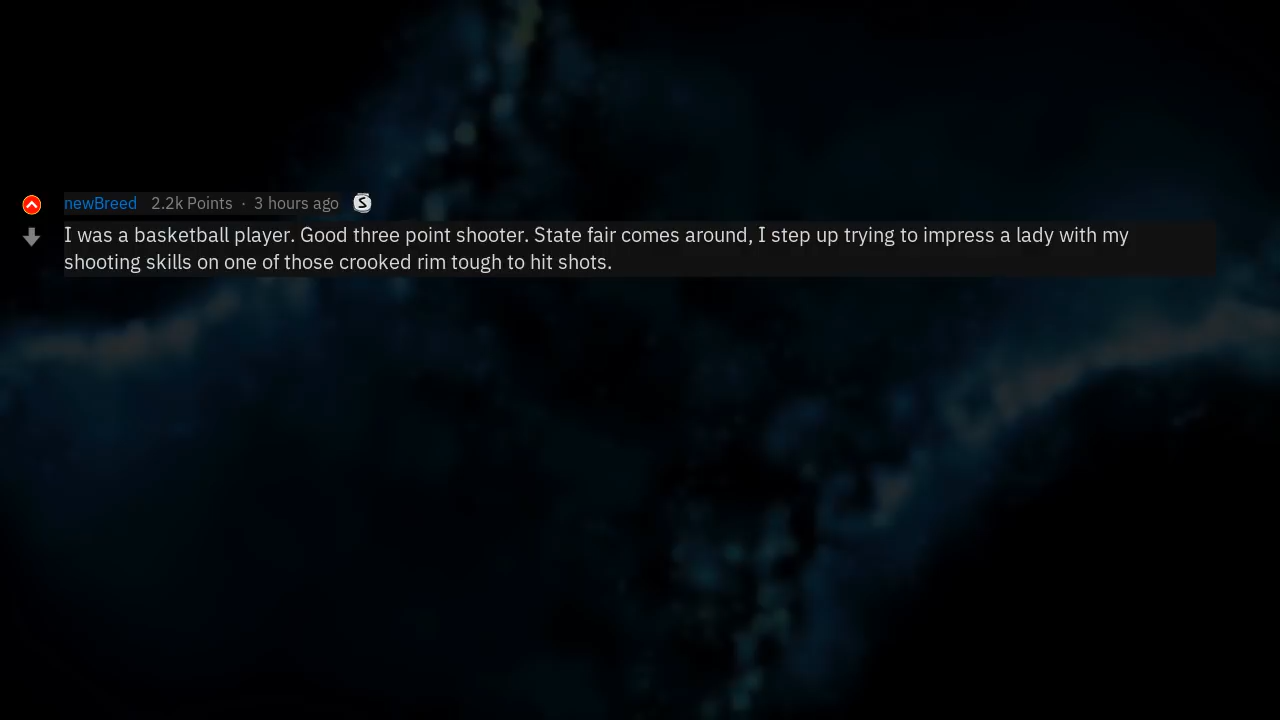 newBreed 2.2k Points · 3 hours ago
I was a basketball player. Good three point shooter. State fair comes around, I step up trying to impress a lady with my
shooting skills on one of those crooked rim tough to hit shots.